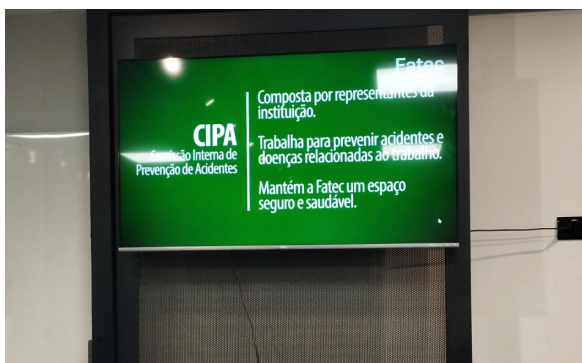 Fatec
CIPA
Comissão Interna de
Prevenção de Acidentes
Composta por representantes da
instituição.
Trabalha para prevenir acidentes e
doenças relacionadas ao trabalho.
Mantém a Fatec um espaço
seguro e saudável.